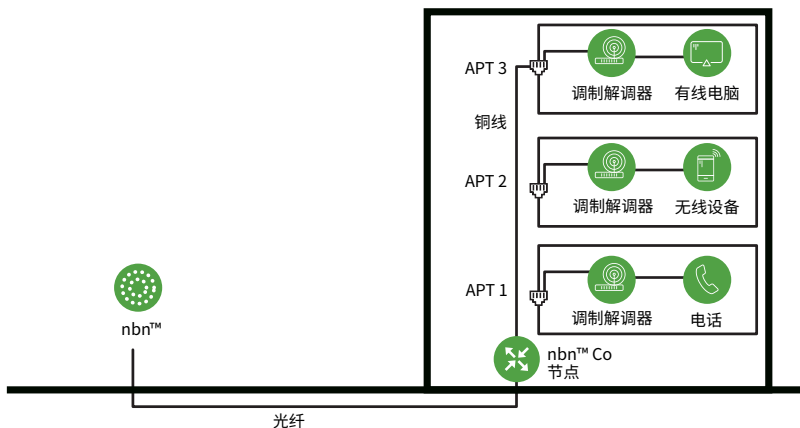 APT 3
调制解调器
有线电脑
铜线
APT 2
调制解调器
无线设备
APT 1
调制解调器
电话
nbn™
nbn™ Co
节点
光纤